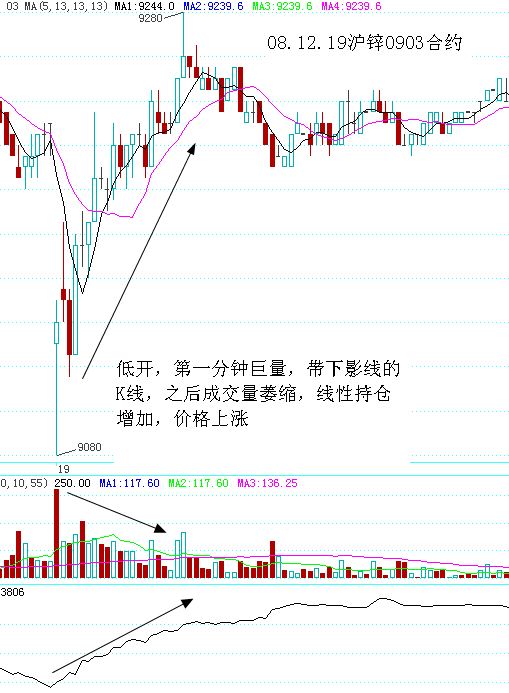 03 MA(5,13,13,13) MA1:9244.0 MA2:9239.6 MA3:9239.6 MA4:9239.6
9280
08.12.19沪锌0903合约
低开，第一分钟巨量，带下影线的
K线，之后成交量萎缩，线性持仓
增加，价格上涨
9080
19
0,10,55) 250.00 MA1:117.60 MA2:117.60 MA3:136.25
3806